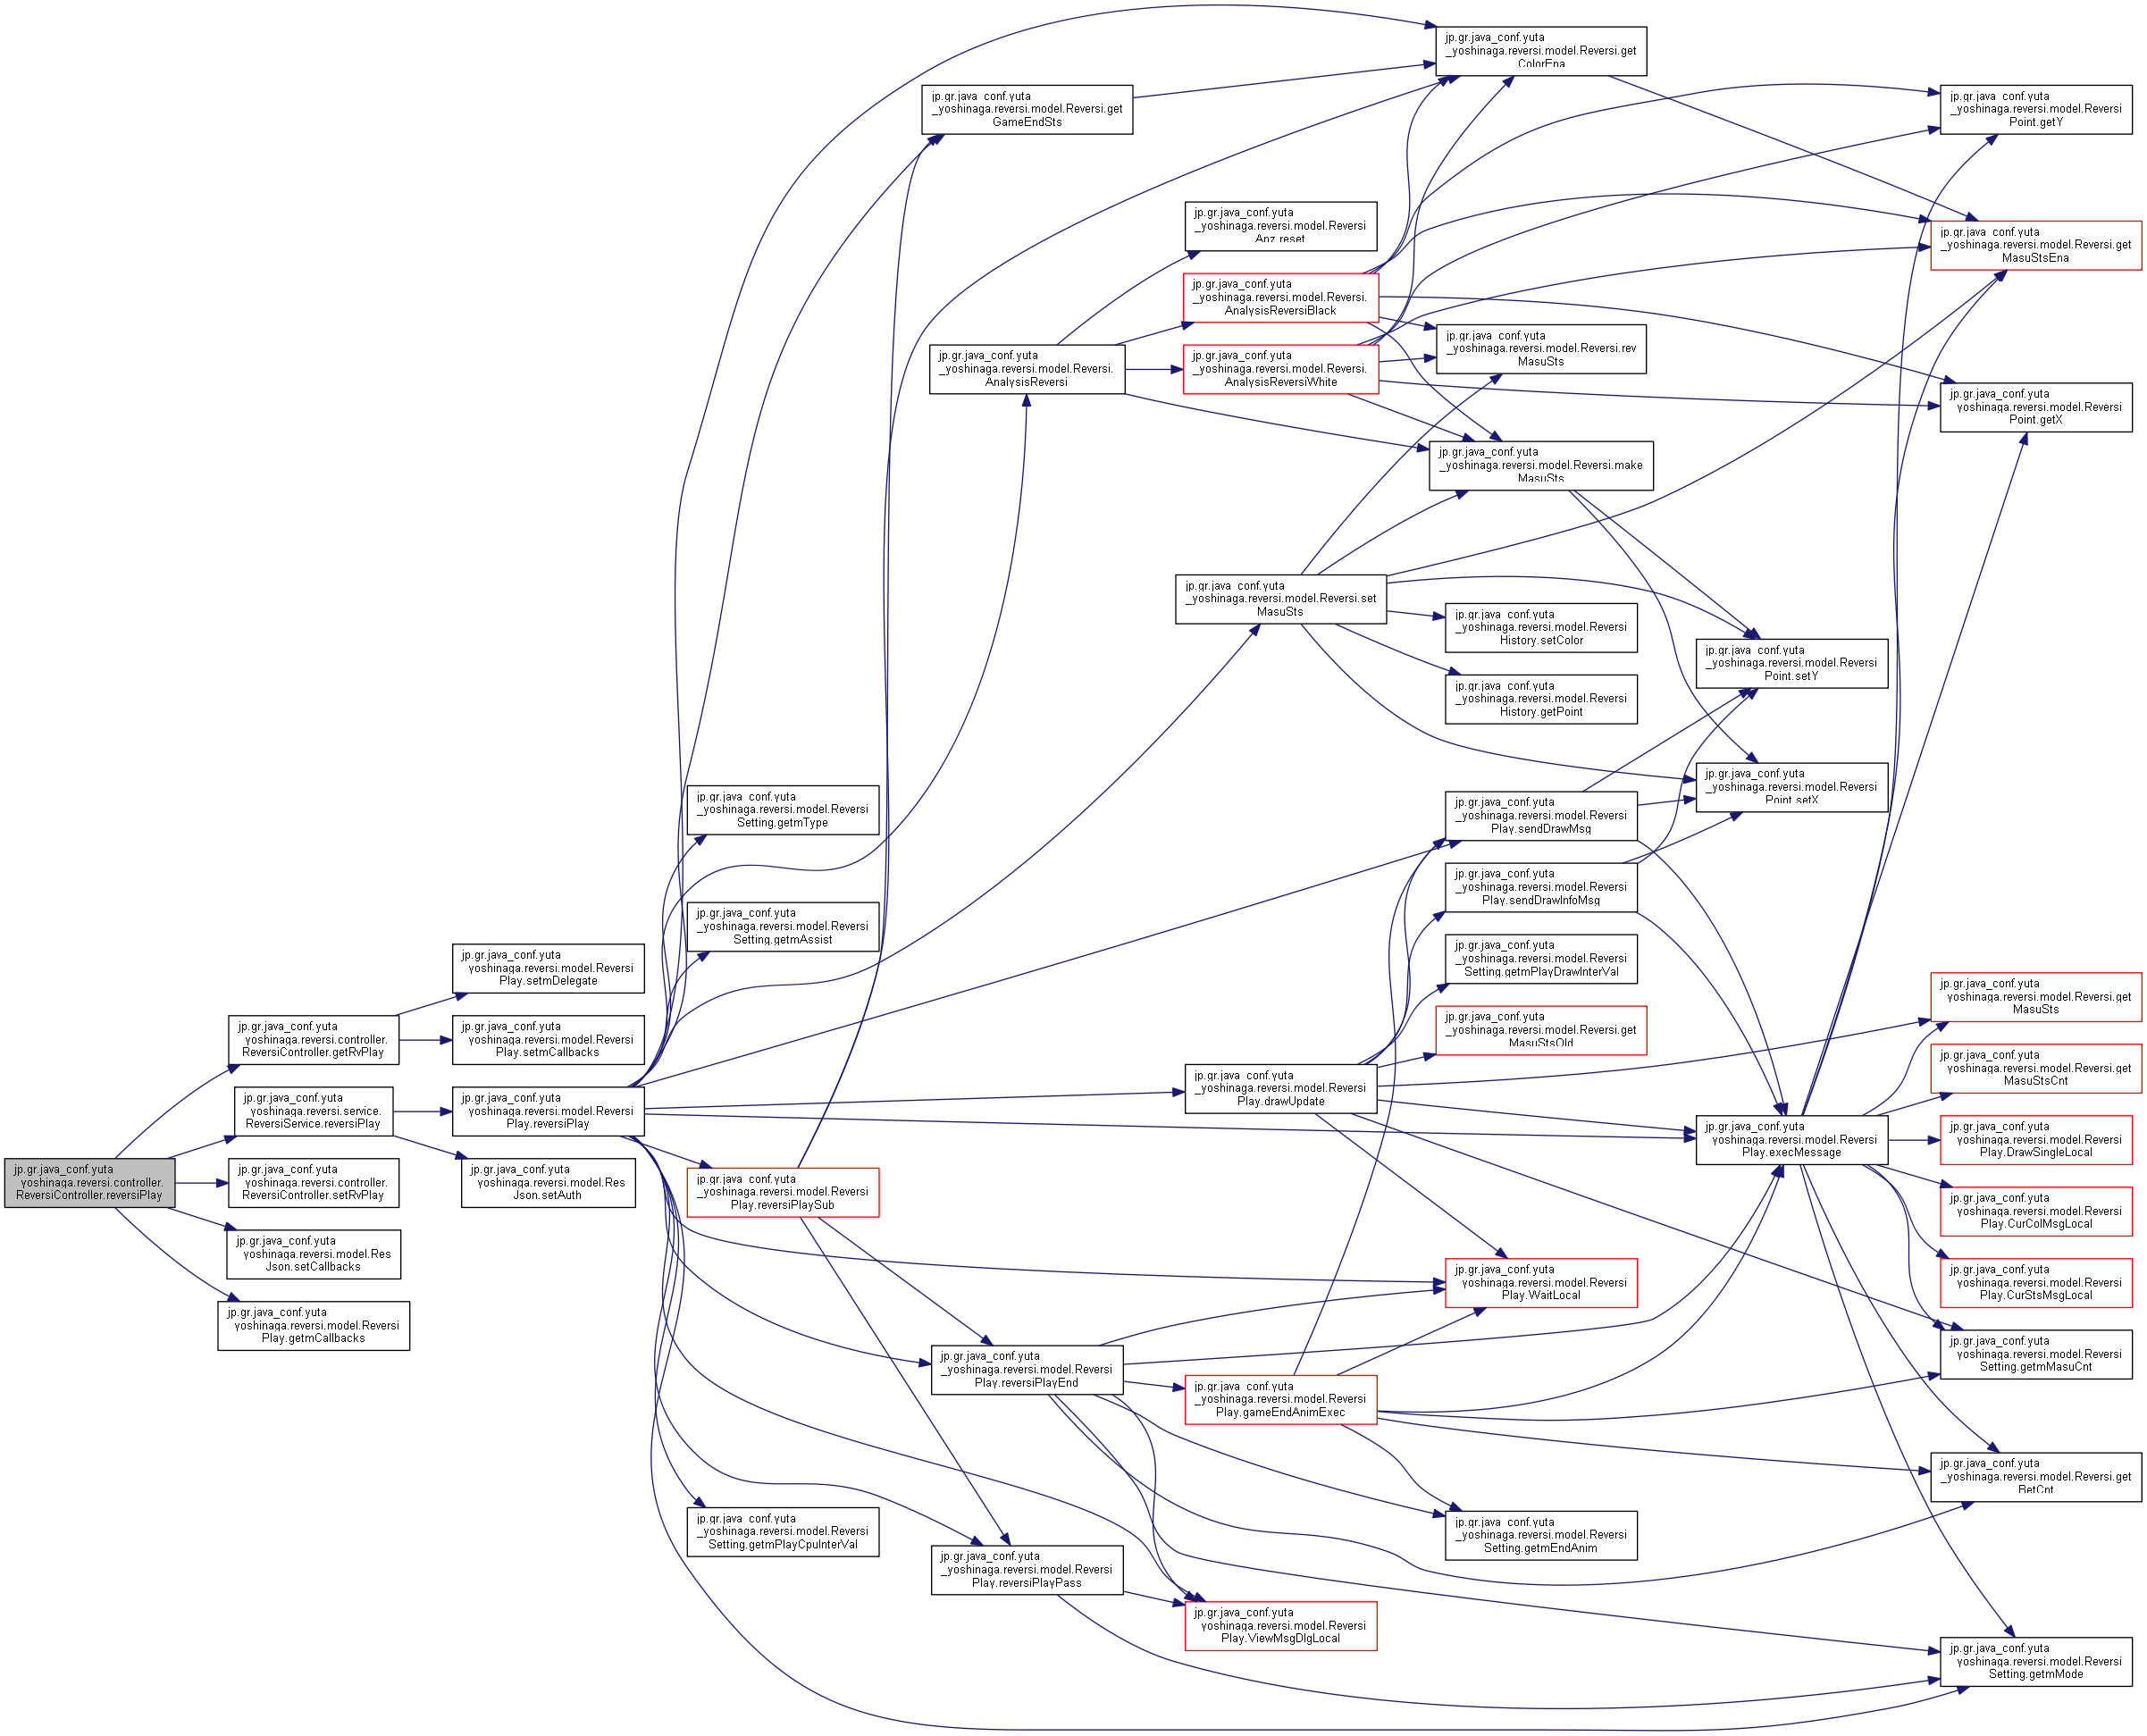 jp.gr.java_conf.yuta
_yoshinaga.reversi.controller.
ReversiController.reversiPlay
jp.gr.java_conf.yuta
_yoshinaga.reversi.controller.
ReversiController.getRvPlay
jp.gr.java_conf.yuta
_yoshinaga.reversi.service.
ReversiService.reversiPlay
jp.gr.java_conf.yuta
_yoshinaga.reversi.controller.
ReversiController.setRvPlay
jp.gr.java_conf.yuta
_yoshinaga.reversi.model.Res
Json.setCallbacks
jp.gr.java_conf.yuta
_yoshinaga.reversi.model.Reversi
Play.getmCallbacks
jp.gr.java_conf.yuta
_yoshinaga.reversi.model.Reversi
Play.setmDelegate
jp.gr.java_conf.yuta
_yoshinaga.reversi.model.Reversi
Play.setmCallbacks
jp.gr.java_conf.yuta
_yoshinaga.reversi.model.Reversi
Play.reversiPlay
jp.gr.java_conf.yuta
_yoshinaga.reversi.model.Res
Json.setAuth
jp.gr.java_conf.yuta
_yoshinaga.reversi.model.Reversi
Setting.getmType
jp.gr.java_conf.yuta
_yoshinaga.reversi.model.Reversi
Setting.getmAssist
jp.gr.java_conf.yuta
_yoshinaga.reversi.model.Reversi
Play.reversiPlaySub
jp.gr.java_conf.yuta
_yoshinaga.reversi.model.Reversi
Setting.getmPlayCpuInterVal
jp.gr.java_conf.yuta
_yoshinaga.reversi.model.Reversi.get
GameEndSts
jp.gr.java_conf.yuta
_yoshinaga.reversi.model.Reversi.
AnalysisReversi
jp.gr.java_conf.yuta
_yoshinaga.reversi.model.Reversi
Play.reversiPlayEnd
jp.gr.java_conf.yuta
_yoshinaga.reversi.model.Reversi
Play.reversiPlayPass
jp.gr.java_conf.yuta
_yoshinaga.reversi.model.Reversi
Anz.reset
jp.gr.java_conf.yuta
_yoshinaga.reversi.model.Reversi.
AnalysisReversiBlack
jp.gr.java_conf.yuta
_yoshinaga.reversi.model.Reversi.
AnalysisReversiWhite
jp.gr.java_conf.yuta
_yoshinaga.reversi.model.Reversi.set
MasuSts
jp.gr.java_conf.yuta
_yoshinaga.reversi.model.Reversi
Play.drawUpdate
jp.gr.java_conf.yuta
_yoshinaga.reversi.model.Reversi
Play.gameEndAnimExec
jp.gr.java_conf.yuta
_yoshinaga.reversi.model.Reversi
Play.ViewMsgDlgLocal
jp.gr.java_conf.yuta
_yoshinaga.reversi.model.Reversi.get
ColorEna
jp.gr.java_conf.yuta
_yoshinaga.reversi.model.Reversi.rev
MasuSts
jp.gr.java_conf.yuta
_yoshinaga.reversi.model.Reversi.make
MasuSts
jp.gr.java_conf.yuta
_yoshinaga.reversi.model.Reversi
History.setColor
jp.gr.java_conf.yuta
_yoshinaga.reversi.model.Reversi
History.getPoint
jp.gr.java_conf.yuta
_yoshinaga.reversi.model.Reversi
Play.sendDrawMsg
jp.gr.java_conf.yuta
_yoshinaga.reversi.model.Reversi
Play.sendDrawInfoMsg
jp.gr.java_conf.yuta
_yoshinaga.reversi.model.Reversi
Setting.getmPlayDrawInterVal
jp.gr.java_conf.yuta
_yoshinaga.reversi.model.Reversi.get
MasuStsOld
jp.gr.java_conf.yuta
_yoshinaga.reversi.model.Reversi
Play.WaitLocal
jp.gr.java_conf.yuta
_yoshinaga.reversi.model.Reversi
Setting.getmEndAnim
jp.gr.java_conf.yuta
_yoshinaga.reversi.model.Reversi
Point.setY
jp.gr.java_conf.yuta
_yoshinaga.reversi.model.Reversi
Point.setX
jp.gr.java_conf.yuta
_yoshinaga.reversi.model.Reversi
Play.execMessage
jp.gr.java_conf.yuta
_yoshinaga.reversi.model.Reversi
Point.getY
jp.gr.java_conf.yuta
_yoshinaga.reversi.model.Reversi.get
MasuStsEna
jp.gr.java_conf.yuta
_yoshinaga.reversi.model.Reversi
Point.getX
jp.gr.java_conf.yuta
_yoshinaga.reversi.model.Reversi.get
MasuSts
jp.gr.java_conf.yuta
_yoshinaga.reversi.model.Reversi.get
MasuStsCnt
jp.gr.java_conf.yuta
_yoshinaga.reversi.model.Reversi
Play.DrawSingleLocal
jp.gr.java_conf.yuta
_yoshinaga.reversi.model.Reversi
Play.CurColMsgLocal
jp.gr.java_conf.yuta
_yoshinaga.reversi.model.Reversi
Play.CurStsMsgLocal
jp.gr.java_conf.yuta
_yoshinaga.reversi.model.Reversi
Setting.getmMasuCnt
jp.gr.java_conf.yuta
_yoshinaga.reversi.model.Reversi.get
BetCnt
jp.gr.java_conf.yuta
_yoshinaga.reversi.model.Reversi
Setting.getmMode